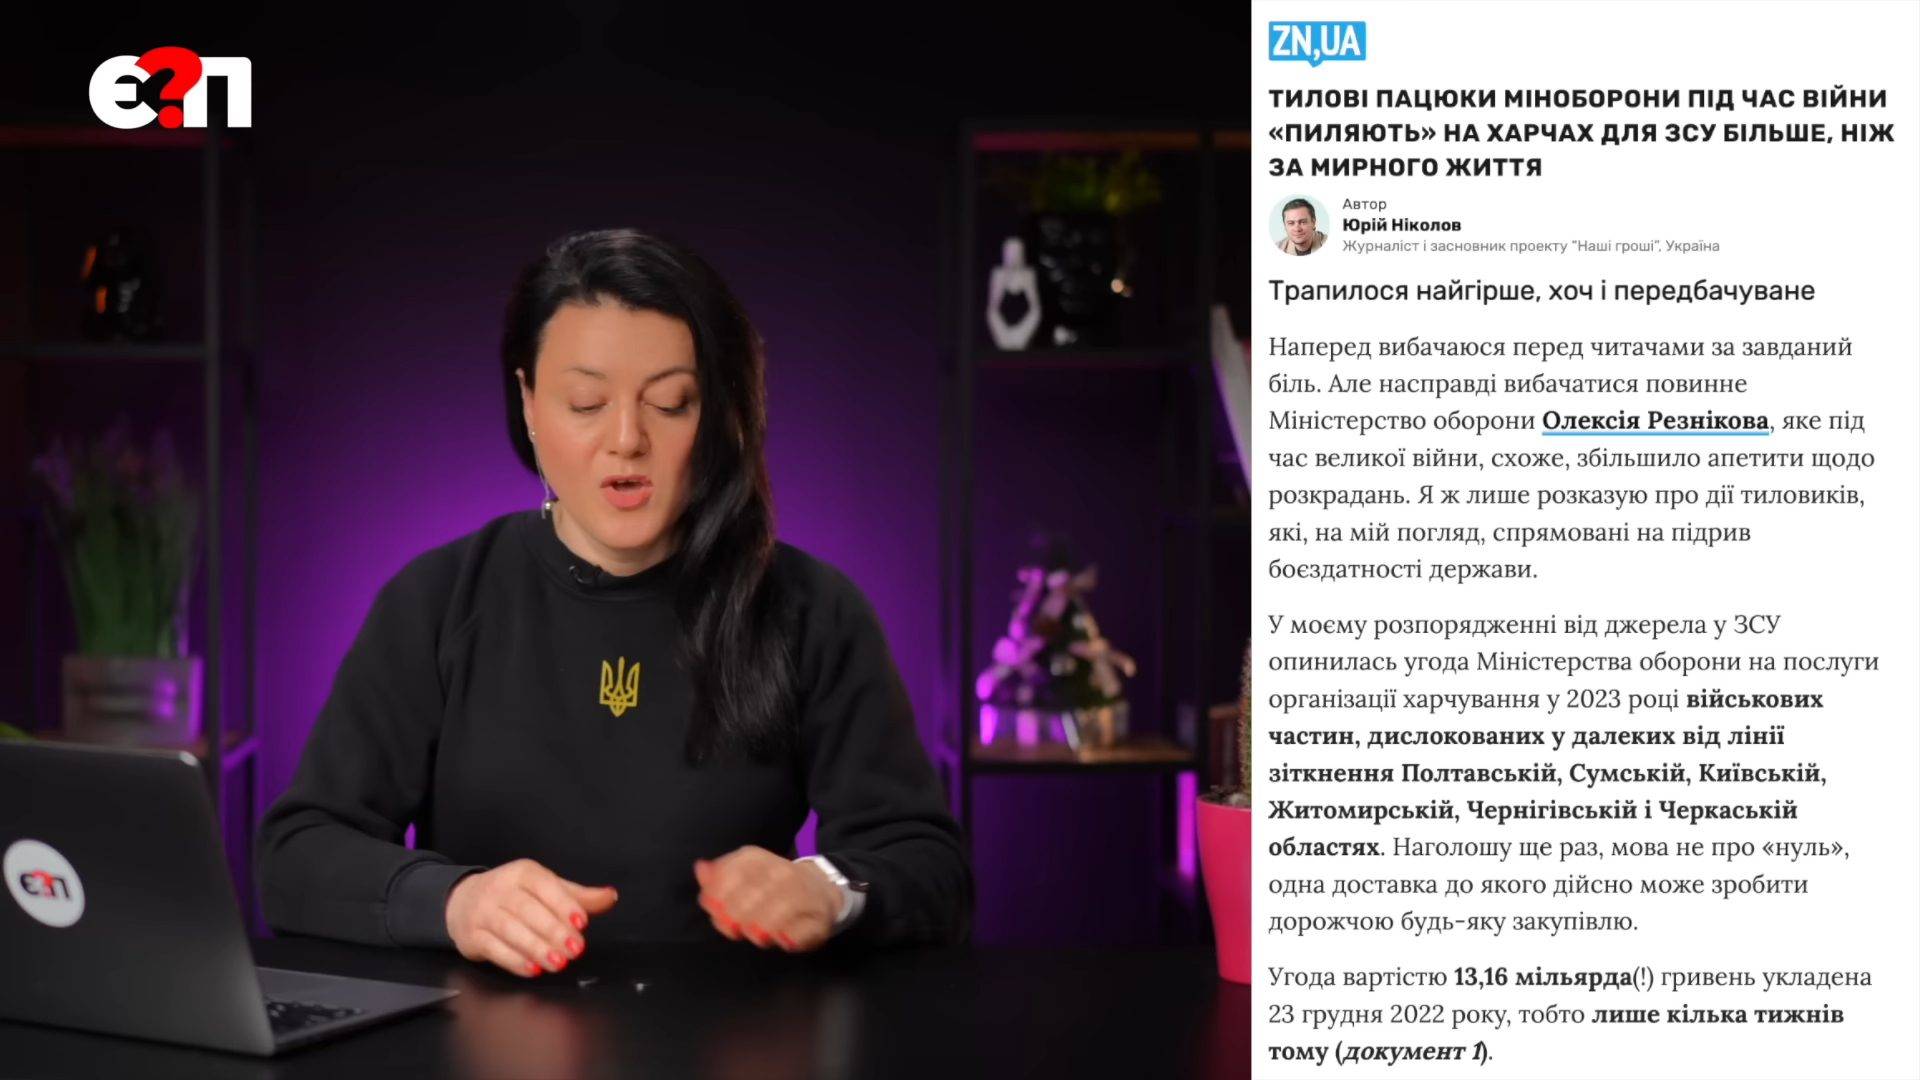 Є?П
ZN,UA
ТИЛОВІ ПАЦЮКИ МІНОБОРОНИ ПІД ЧАС ВІЙНИ
«ПИЛЯЮТЬ» НА ХАРЧАХ ДЛЯ ЗСУ БІЛЬШЕ, НІЖ
ЗА МИРНОГО ЖИТТЯ
Автор
Юрій Ніколов
Журналіст і засновник проекту "Наші гроші", Україна
Трапилося найгірше, хоч і передбачуване
Наперед вибачаюся перед читачами за завданий
біль. Але насправді вибачатися повинне
Міністерство оборони Олексія Резнікова, яке під
час великої війни, схоже, збільшило апетити щодо
розкрадань. Я ж лише розказую про дії тиловиків,
які, на мій погляд, спрямовані на підрив
боєздатності держави.
У моєму розпорядженні від джерела у ЗСУ
опинилась угода Міністерства оборони на послуги
організації харчування у 2023 році військових
частин, дислокованих у далеких від лінії
зіткнення Полтавській, Сумській, Київській,
Житомирській, Чернігівській і Черкаській
областях. Наголошу ще раз, мова не про «нуль»,
одна доставка до якого дійсно може зробити
дорожчою будь-яку закупівлю.
Угода вартістю 13,16 мільярда(!) гривень укладена
23 грудня 2022 року, тобто лише кілька тижнів
тому (документ 1).
Є?П